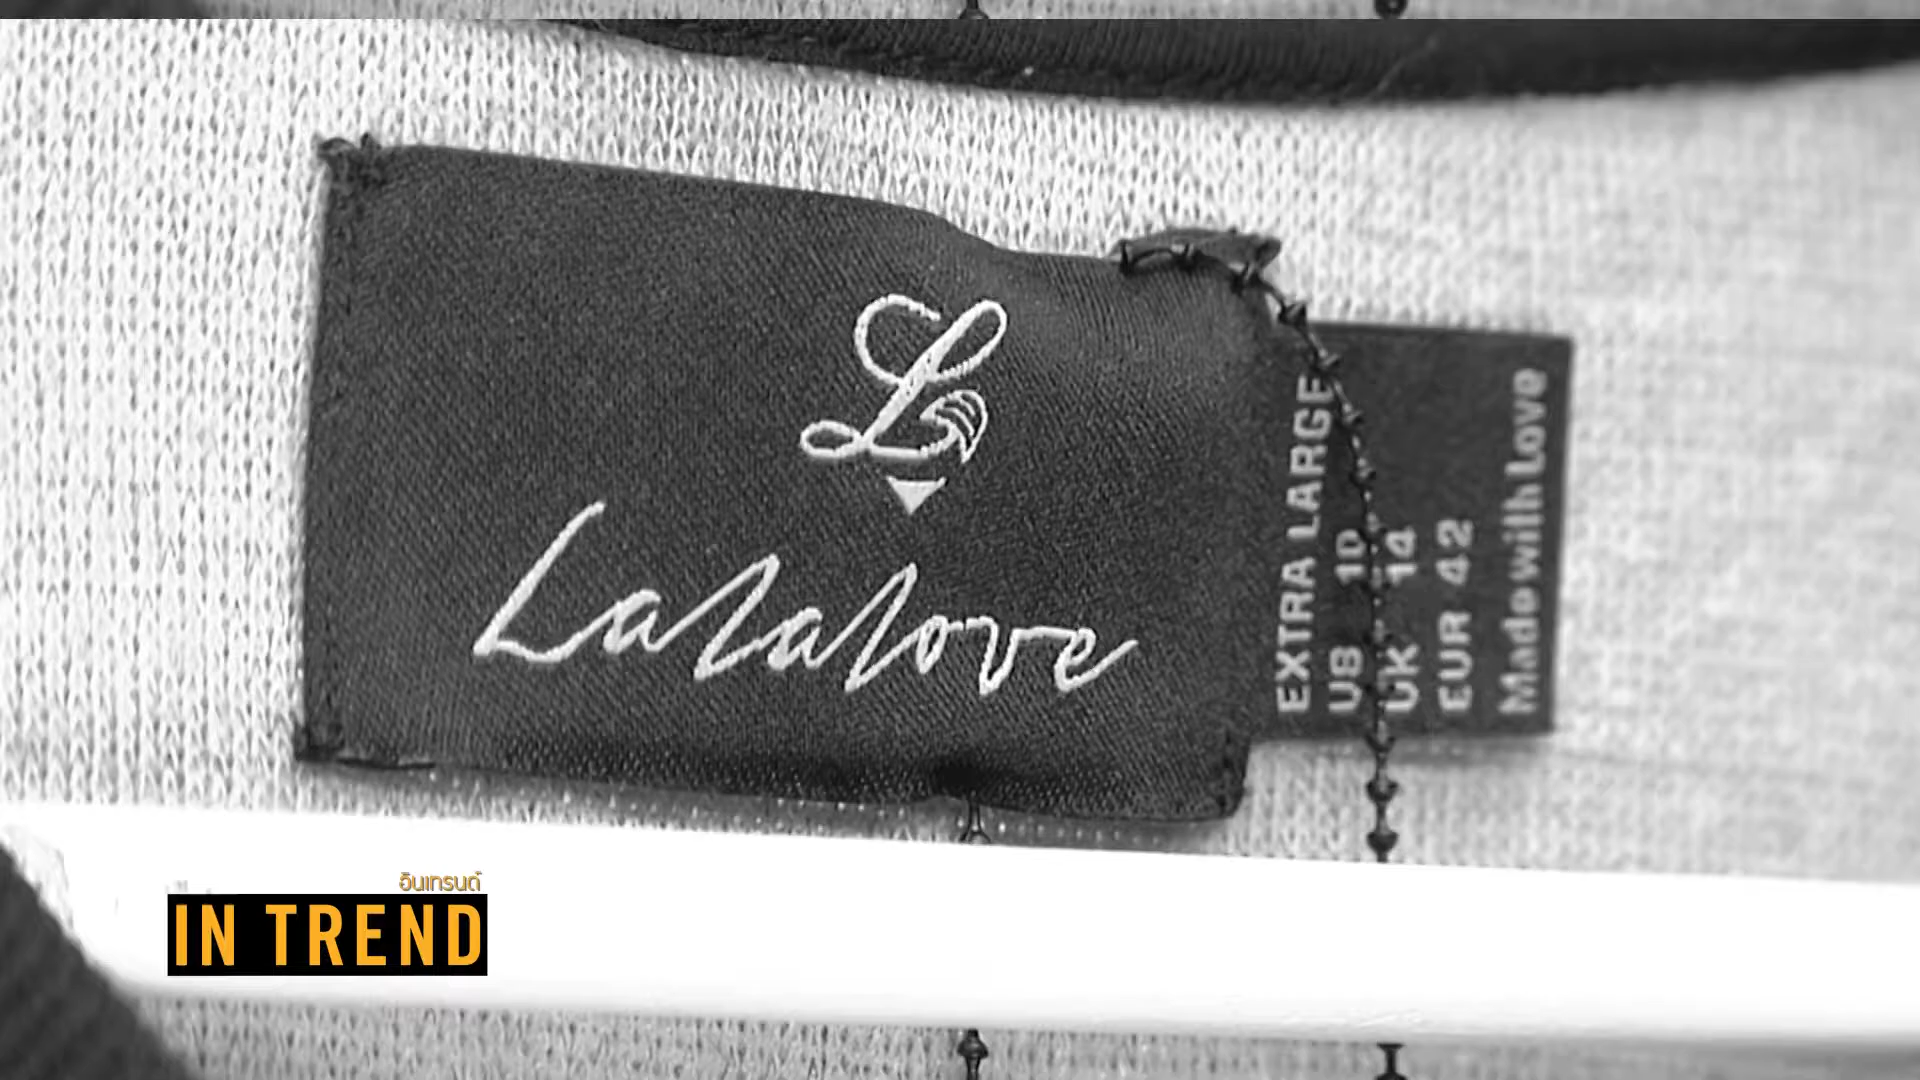 L
Lalalove
EXTRA LARGE
US 10
UK 14
EUR 42
Made with Love
อินเทรนด์
IN TREND